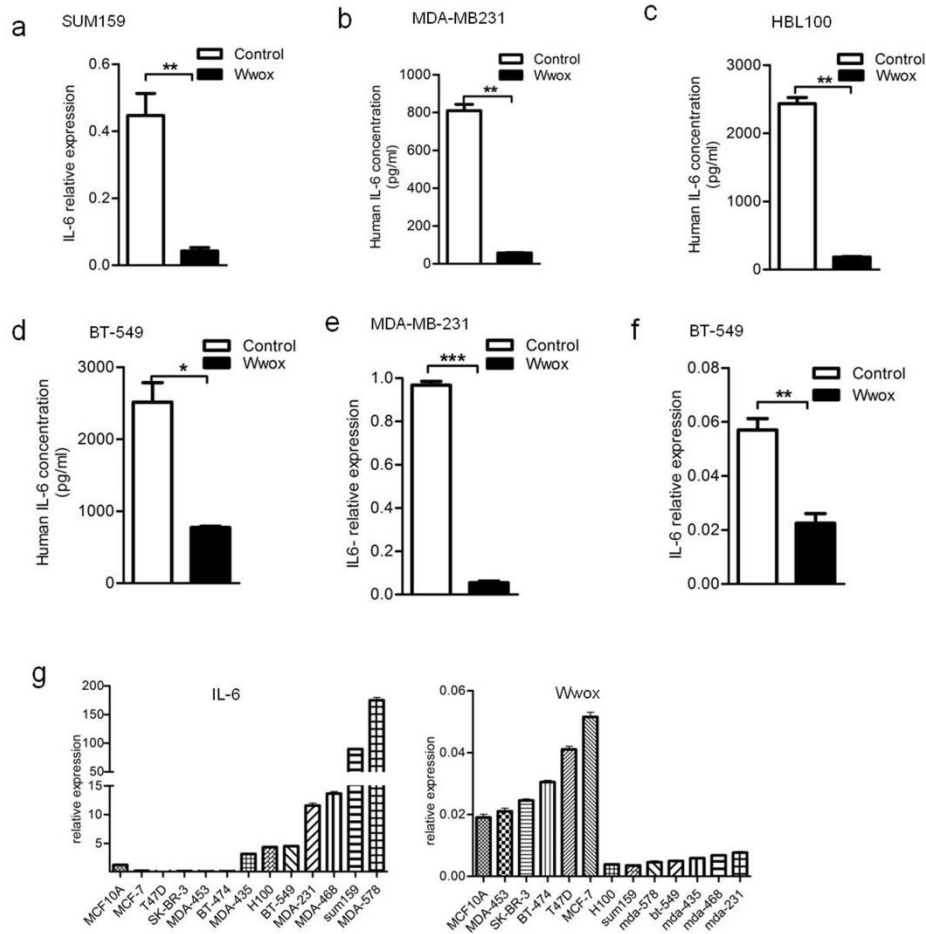 a
SUM159
Control
Wwox
**
IL-6 relative expression
0.6
0.4
0.2
0.0
b
MDA-MB231
Control
Wwox
**
Human IL-6 concentration
(pg/ml)
1000
800
600
400
200
0
c
HBL100
Control
Wwox
**
Human IL-6 concentration
(pg/ml)
3000
2000
1000
0
d
BT-549
Control
Wwox
*
Human IL-6 concentration
(pg/ml)
3000
2000
1000
0
e
MDA-MB-231
Control
Wwox
***
IL6- relative expression
1.0
0.8
0.6
0.4
0.2
0.0
f
BT-549
Control
Wwox
**
IL-6 relative expression
0.08
0.06
0.04
0.02
0.00
g
IL-6
relative expression
200
150
100
50
15
10
5
MCF10A
MCF-7
T47D
SK-BR-3
MDA-453
BT-474
MDA-435
H100
BT-549
MDA-231
MDA-468
sum159
MDA-578
Wwox
relative expression
0.06
0.04
0.02
0.00
MCF10A
MDA-453
SK-BR-3
BT-474
T47D
MCF-7
H100
sum159
mda-578
bt-549
mda-435
mda-468
mda-231